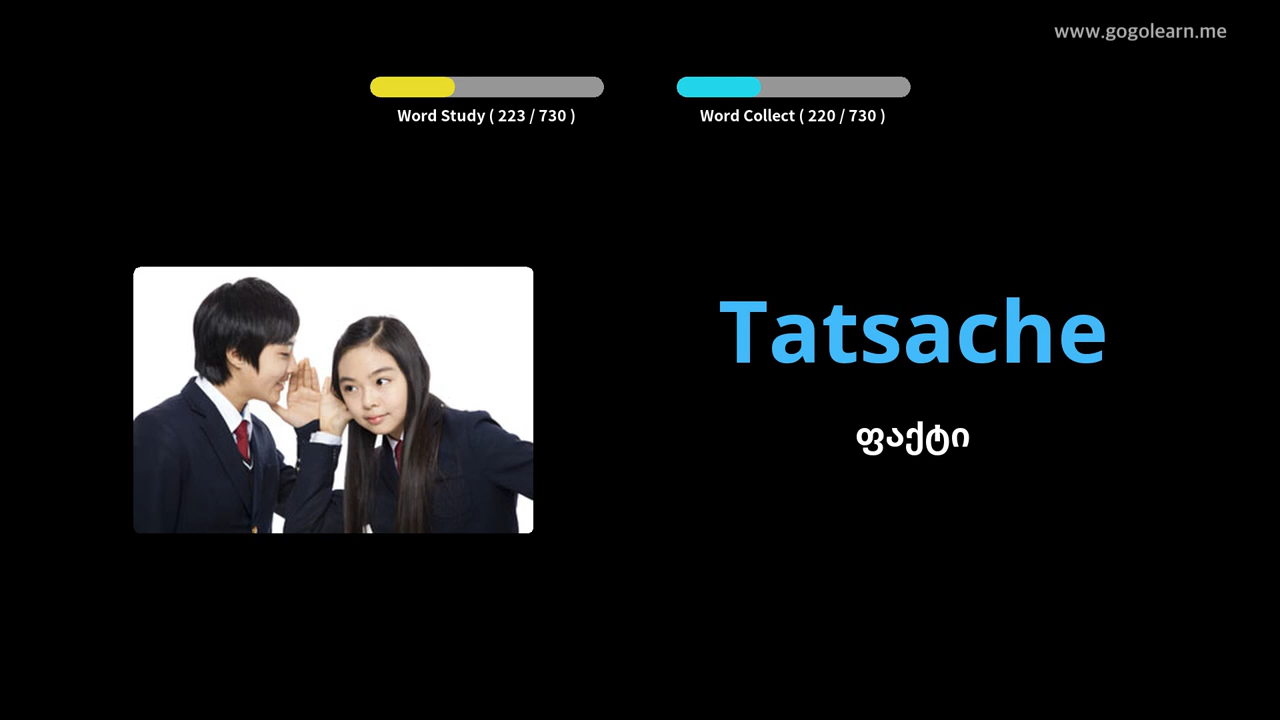 www.gogolearn.me
Word Study ( 223 / 730 )
Word Collect ( 220 / 730 )
Tatsache
ფაქტი